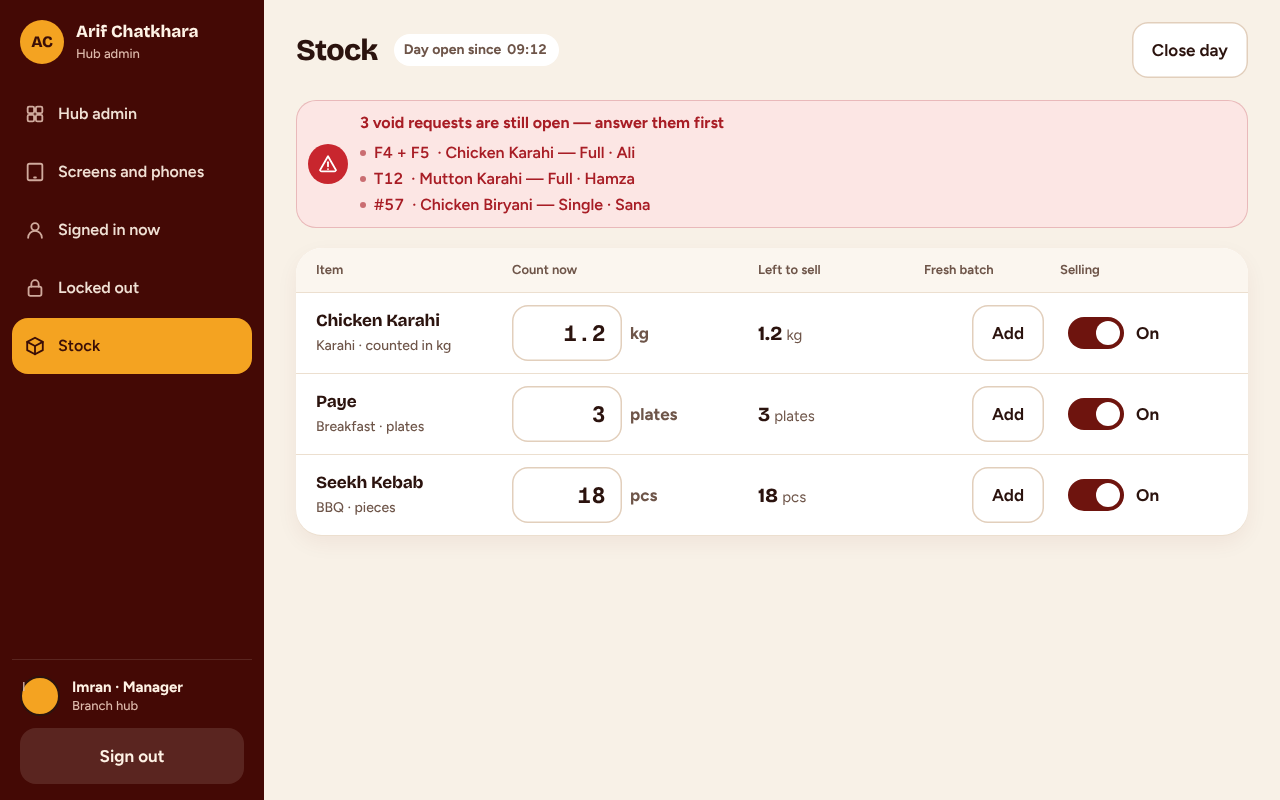 AC
Arif Chatkhara
Hub admin
Hub admin
Screens and phones
Signed in now
Locked out
Stock
Imran · Manager
Branch hub
Sign out
Stock
Day open since 09:12
Close day
3 void requests are still open — answer them first
F4 + F5 · Chicken Karahi — Full · Ali
T12 · Mutton Karahi — Full · Hamza
#57 · Chicken Biryani — Single · Sana
Item Count now Left to sell Fresh batch Selling
Chicken Karahi
Karahi · counted in kg
1.2 kg 1.2 kg Add On
Paye
Breakfast · plates
3 plates 3 plates Add On
Seekh Kebab
BBQ · pieces
18 pcs 18 pcs Add On